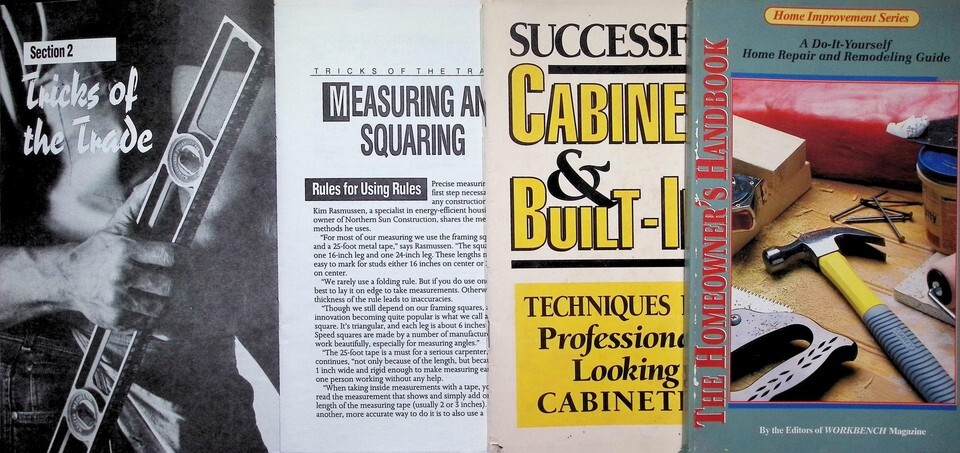 Section 2
Tricks of
the Trade
TRICKS OF THE TRA
MEASURING AN
SQUARING
Rules for Using Rules
Precise measurin
first step necessa
any construction
Kim Rasmussen, a specialist in energy-efficient housi
owner of Northern Sun Construction, shares the me
methods he uses.
"For most of our measuring we use the framing sq
and a 25-foot metal tape," says Rasmussen. "The squa
one 16-inch leg and one 24-inch leg. These lengths m
easy to mark for studs either 16 inches on center or
on center.
"We rarely use a folding rule. But if you do use one
best to lay it on edge to take measurements. Otherw
thickness of the rule leads to inaccuracies.
"Though we still depend on our framing squares, a
innovation becoming quite popular is what we call a
square. It's triangular, and each leg is about 6 inches
Speed squares are made by a number of manufacture
work beautifully, especially for measuring angles."
"The 25-foot tape is a must for a serious carpenter,
continues, "not only because of the length, but becau
1 inch wide and rigid enough to make measuring eas
one person working without any help.
"When taking inside measurements with a tape, yo
read the measurement that shows and simply add o
length of the measuring tape (usually 2 or 3 inches).
another, more accurate way to do it is to also use a
SUCCESSF
CABINE
&
BUILT-I
TECHNIQUES
Professiona
Looking
CABINET
THE HOMEOWNER'S HANDBOOK
Home Improvement Series
A Do-It-Yourself
Home Repair and Remodeling Guide
By the Editors of WORKBENCH Magazine